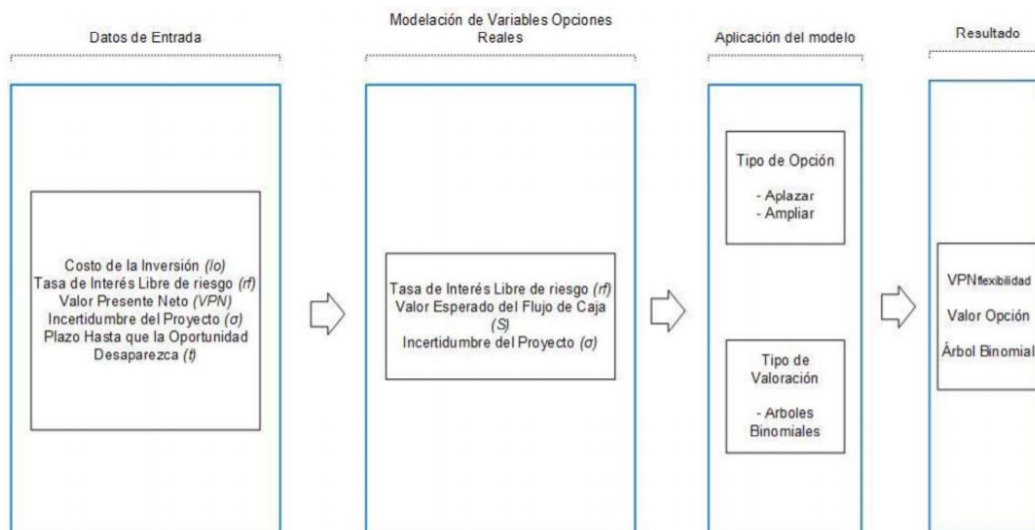 Datos de Entrada
Modelación de Variables Opciones
Reales
Aplicación del modelo
Resultado
Costo de la Inversión (Io)
Tasa de Interés Libre de riesgo (rf)
Valor Presente Neto (VPN)
Incertidumbre del Proyecto (σ)
Plazo Hasta que la Oportunidad
Desaparezca (t)
Tasa de Interés Libre de riesgo (rf)
Valor Esperado del Flujo de Caja
(S)
Incertidumbre del Proyecto (σ)
Tipo de Opción
- Aplazar
- Ampliar
Tipo de
Valoración
- Arboles
Binomiales
VPNflexibilidad
Valor Opción
Árbol Binomial